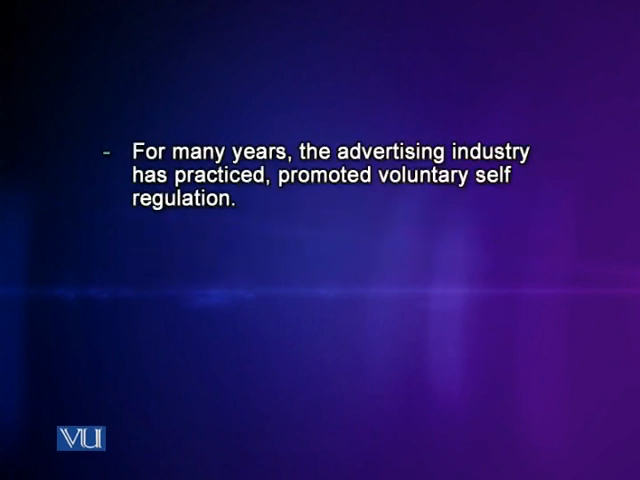 - For many years, the advertising industry
has practiced, promoted voluntary self
regulation.
VU